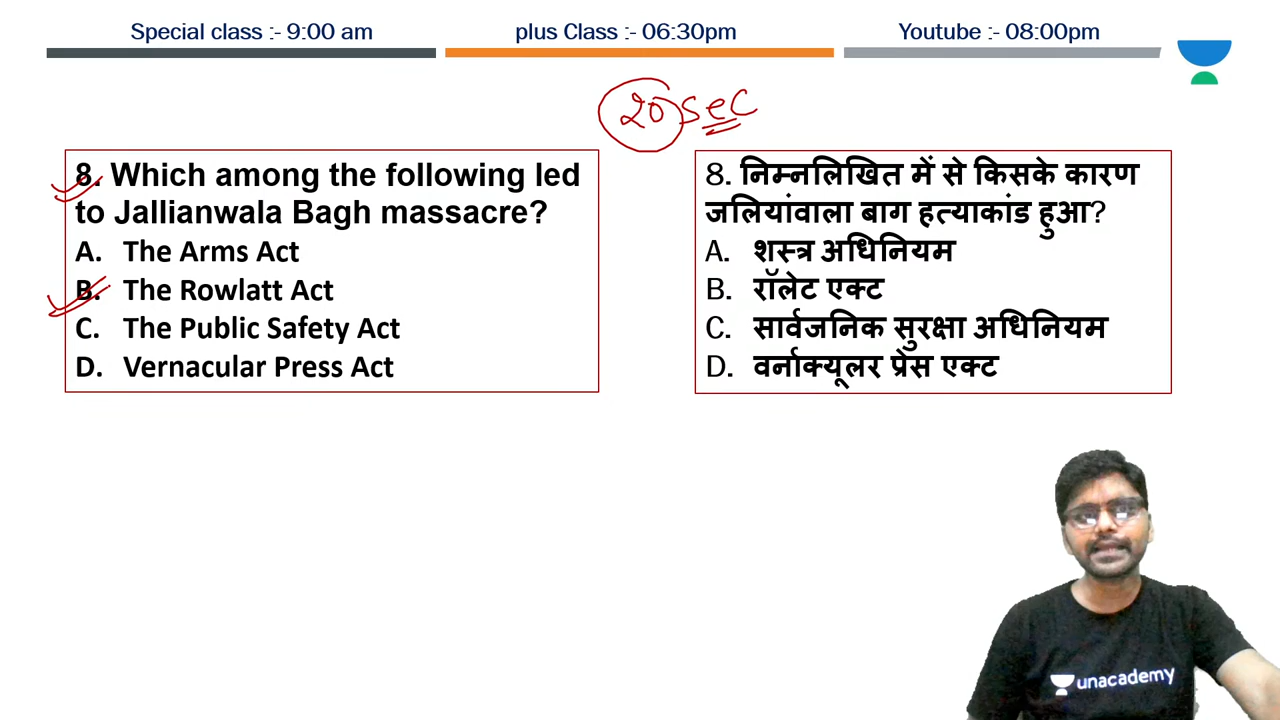 Special class :- 9:00 am
plus Class :- 06:30pm
Youtube :- 08:00pm
20 sec
8. Which among the following led
to Jallianwala Bagh massacre?
A. The Arms Act
B. The Rowlatt Act
C. The Public Safety Act
D. Vernacular Press Act
8. निम्नलिखित में से किसके कारण
जलियांवाला बाग हत्याकांड हुआ?
A. शस्त्र अधिनियम
B. रॉलेट एक्ट
C. सार्वजनिक सुरक्षा अधिनियम
D. वर्नाक्यूलर प्रेस एक्ट
unacademy